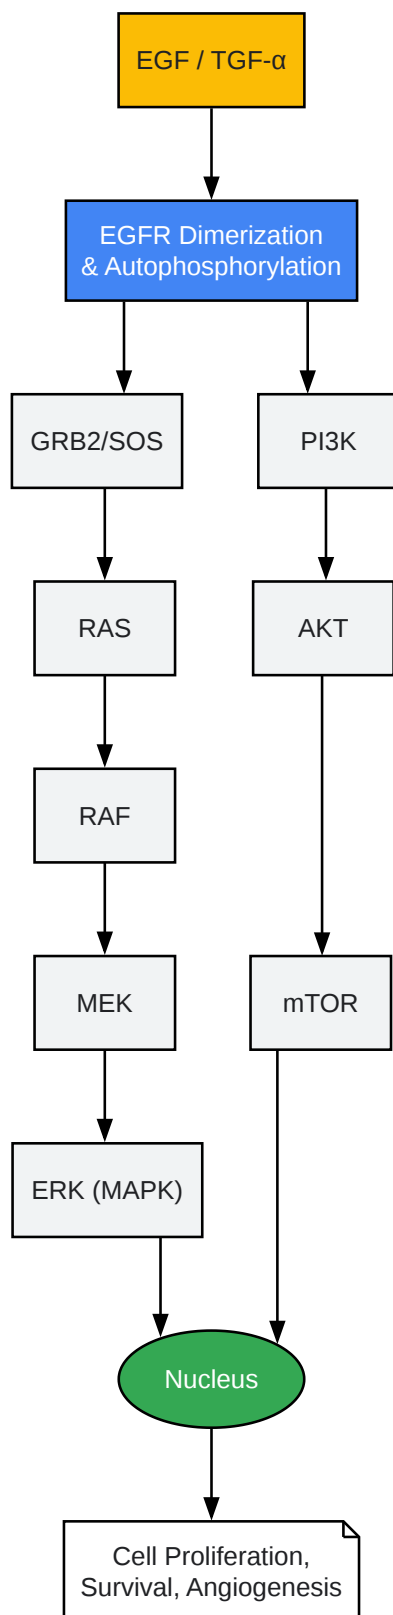 EGF / TGF-α
EGFR Dimerization
& Autophosphorylation
GRB2/SOS
PI3K
RAS
AKT
RAF
MEK
mTOR
ERK (MAPK)
Nucleus
Cell Proliferation,
Survival, Angiogenesis